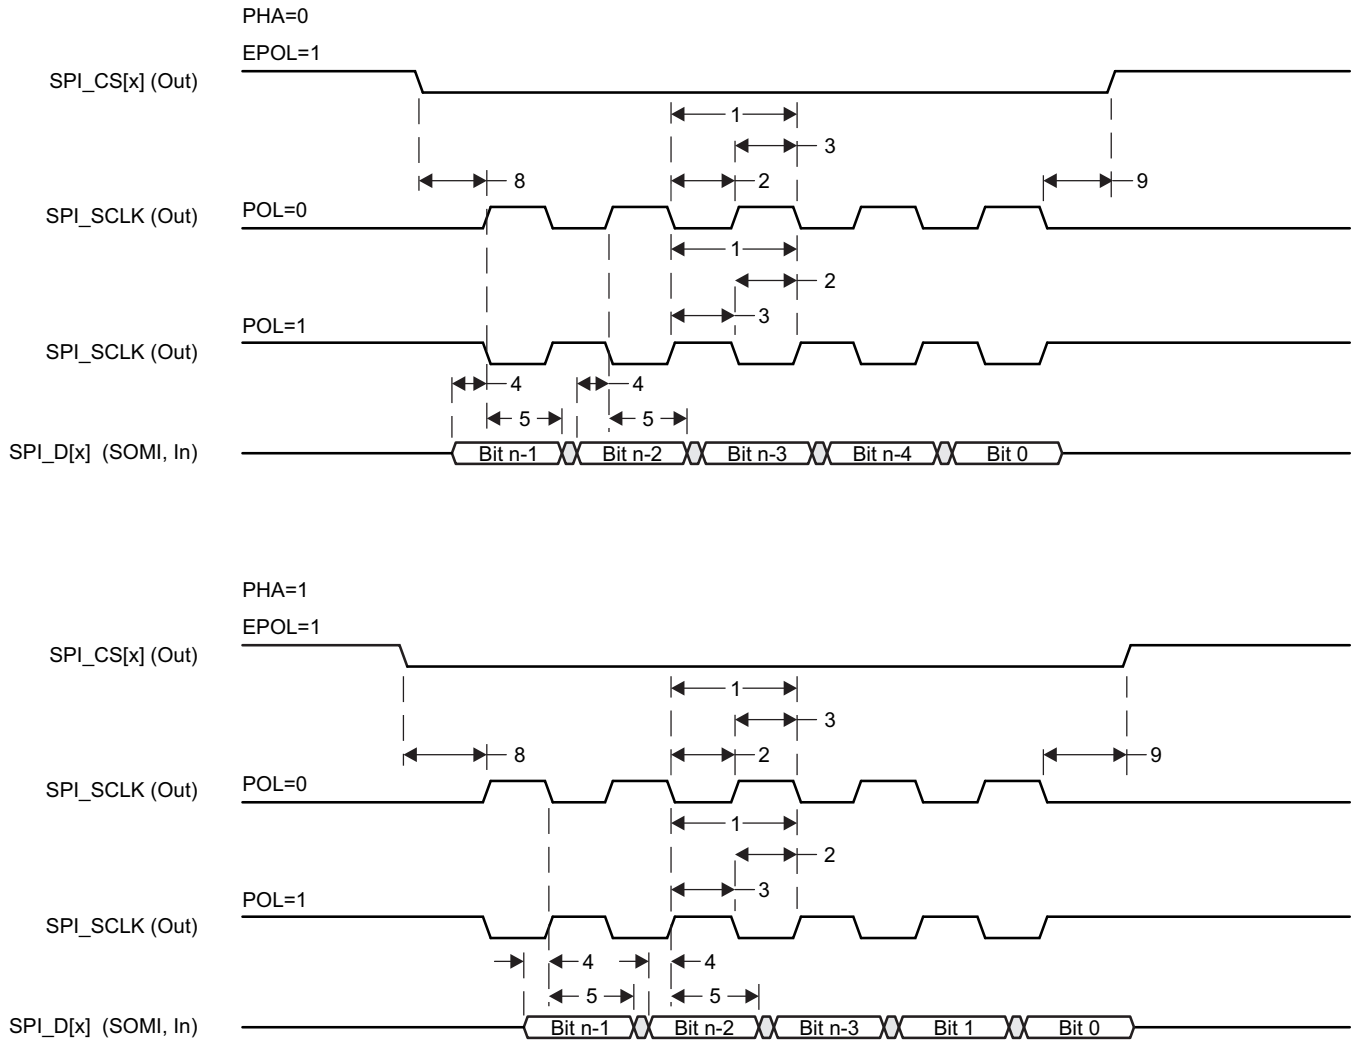 PHA=0
EPOL=1
SPI_CS[x] (Out)
1
3
8
2
9
SPI_SCLK (Out)
POL=0
1
2
3
POL=1
SPI_SCLK (Out)
4
4
5
5
SPI_D[x] (SOMI, In)
Bit n-1
Bit n-2
Bit n-3
Bit n-4
Bit 0
PHA=1
EPOL=1
SPI_CS[x] (Out)
1
3
8
2
9
SPI_SCLK (Out)
POL=0
1
2
3
POL=1
SPI_SCLK (Out)
4
4
5
5
SPI_D[x] (SOMI, In)
Bit n-1
Bit n-2
Bit n-3
Bit 1
Bit 0